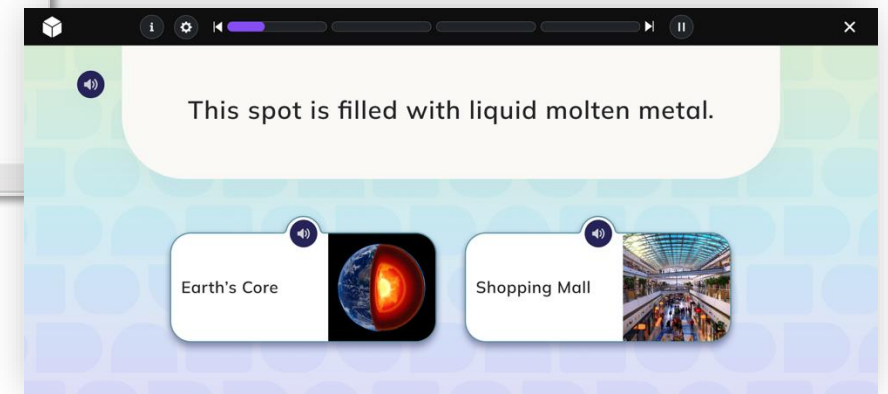 This spot is filled with liquid molten metal.
Earth's Core
Shopping Mall